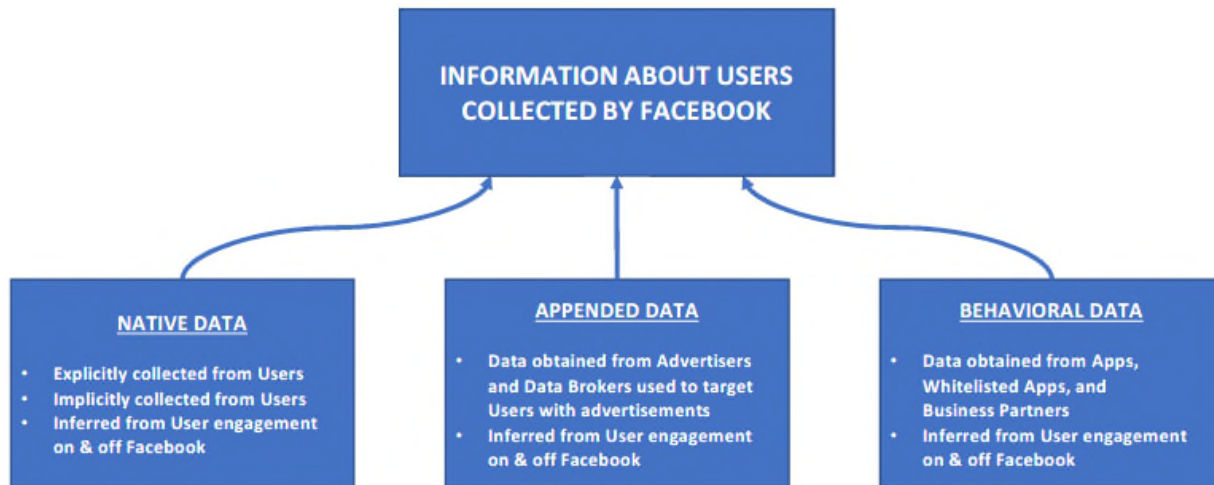 INFORMATION ABOUT USERS
COLLECTED BY FACEBOOK
NATIVE DATA
• Explicitly collected from Users
• Implicitly collected from Users
• Inferred from User engagement
on & off Facebook
APPENDED DATA
• Data obtained from Advertisers
and Data Brokers used to target
Users with advertisements
• Inferred from User engagement
on & off Facebook
BEHAVIORAL DATA
• Data obtained from Apps,
Whitelisted Apps, and
Business Partners
• Inferred from User engagement
on & off Facebook